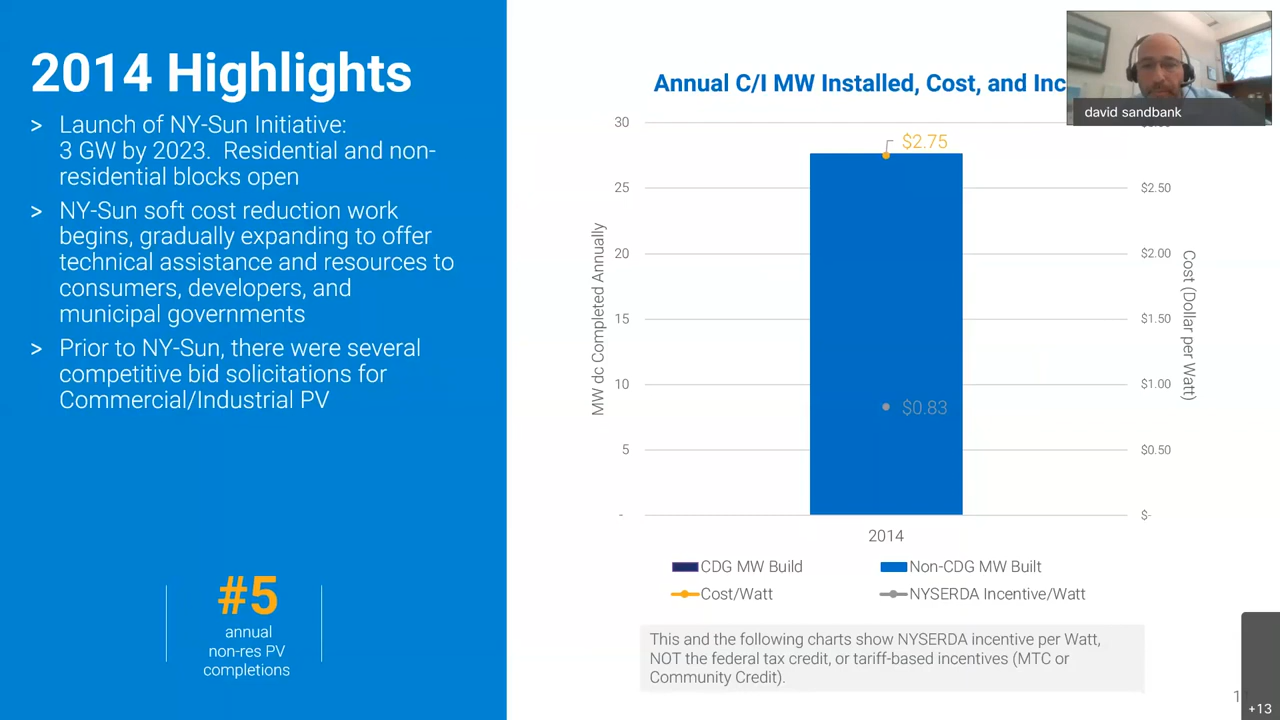 2014 Highlights
> Launch of NY-Sun Initiative:
3 GW by 2023. Residential and non-
residential blocks open
> NY-Sun soft cost reduction work
begins, gradually expanding to offer
technical assistance and resources to
consumers, developers, and
municipal governments
> Prior to NY-Sun, there were several
competitive bid solicitations for
Commercial/Industrial PV
#5
annual
non-res PV
completions
Annual C/I MW Installed, Cost, and Inc
david sandbank
MW dc Completed Annually
30
25
20
15
10
5
-
$2.75
$0.83
$2.50
$2.00
$1.50
$1.00
$0.50
$-
Cost (Dollar per Watt)
2014
CDG MW Build
Non-CDG MW Built
Cost/Watt
NYSERDA Incentive/Watt
This and the following charts show NYSERDA incentive per Watt,
NOT the federal tax credit, or tariff-based incentives (MTC or
Community Credit).
+13